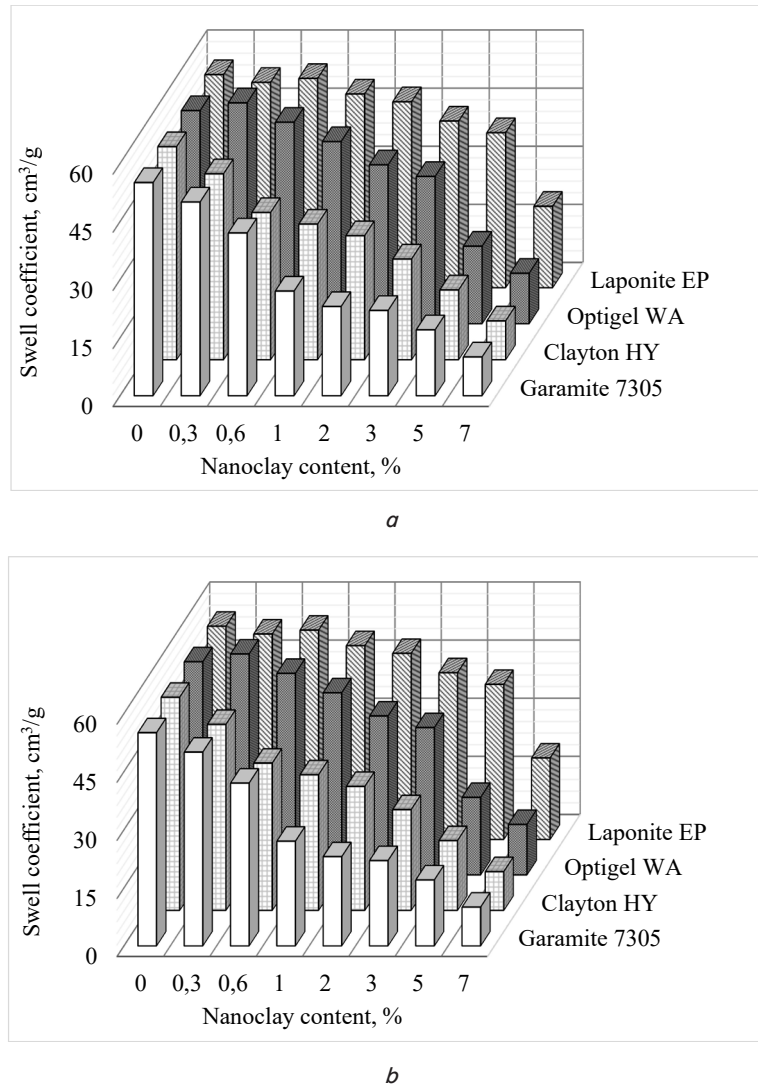 Swell coefficient, cm³/g
60
45
30
15
0
0 0,3 0,6 1 2 3 5 7
Nanoclay content, %
Laponite EP
Optigel WA
Clayton HY
Garamite 7305
a
Swell coefficient, cm³/g
60
45
30
15
0
0 0,3 0,6 1 2 3 5 7
Nanoclay content, %
Laponite EP
Optigel WA
Clayton HY
Garamite 7305
b